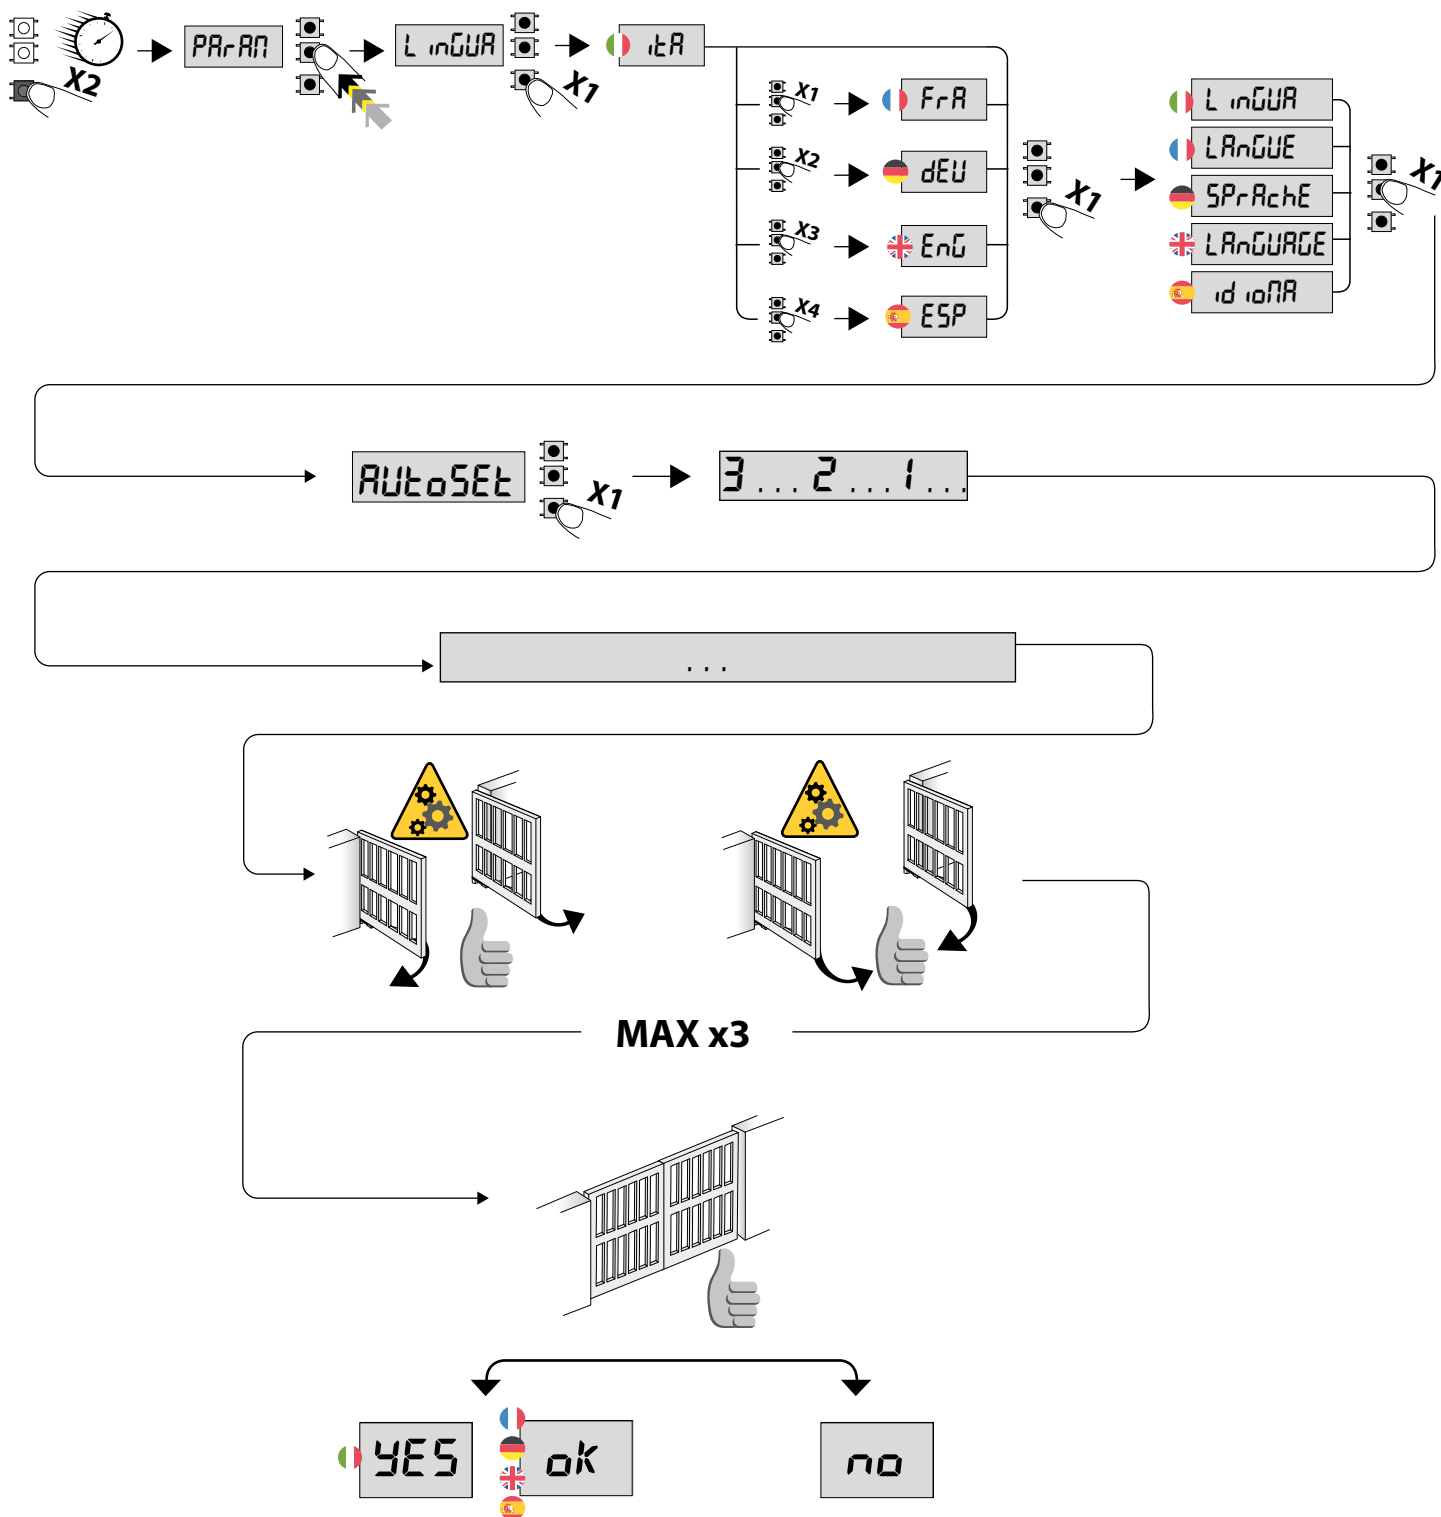 X2
PArAM
LinGUA
X1
itA
X1
FrA
X2
dEU
X3
EnG
X4
ESP
X1
LinGUA
LAnGUE
SPrAchE
LAnGUAGE
idioMA
X1
AUtoSEt
X1
3...2...1...
...
MAX x3
YES
ok
no